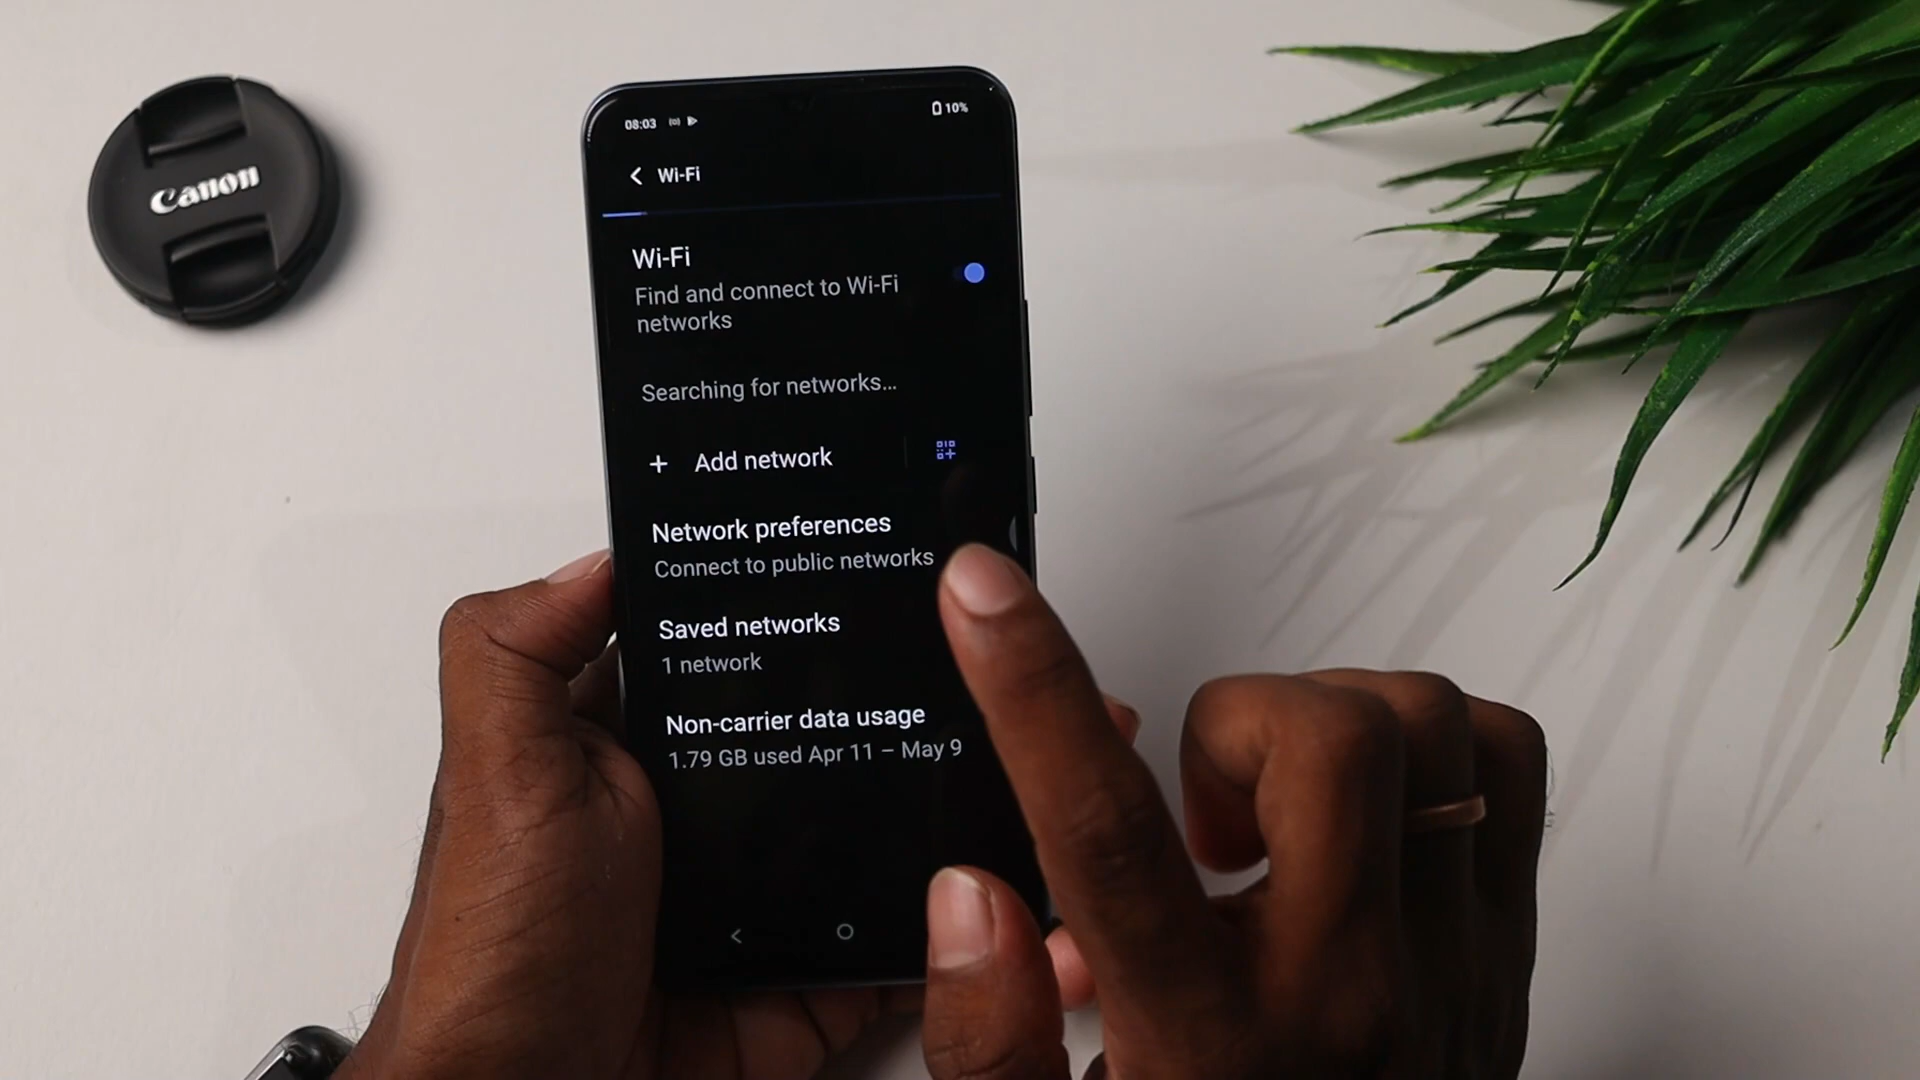 Canon
08:03
10%
Wi-Fi
Wi-Fi
Find and connect to Wi-Fi
networks
Searching for networks...
+ Add network
Network preferences
Connect to public networks
Saved networks
1 network
Non-carrier data usage
1.79 GB used Apr 11 – May 9